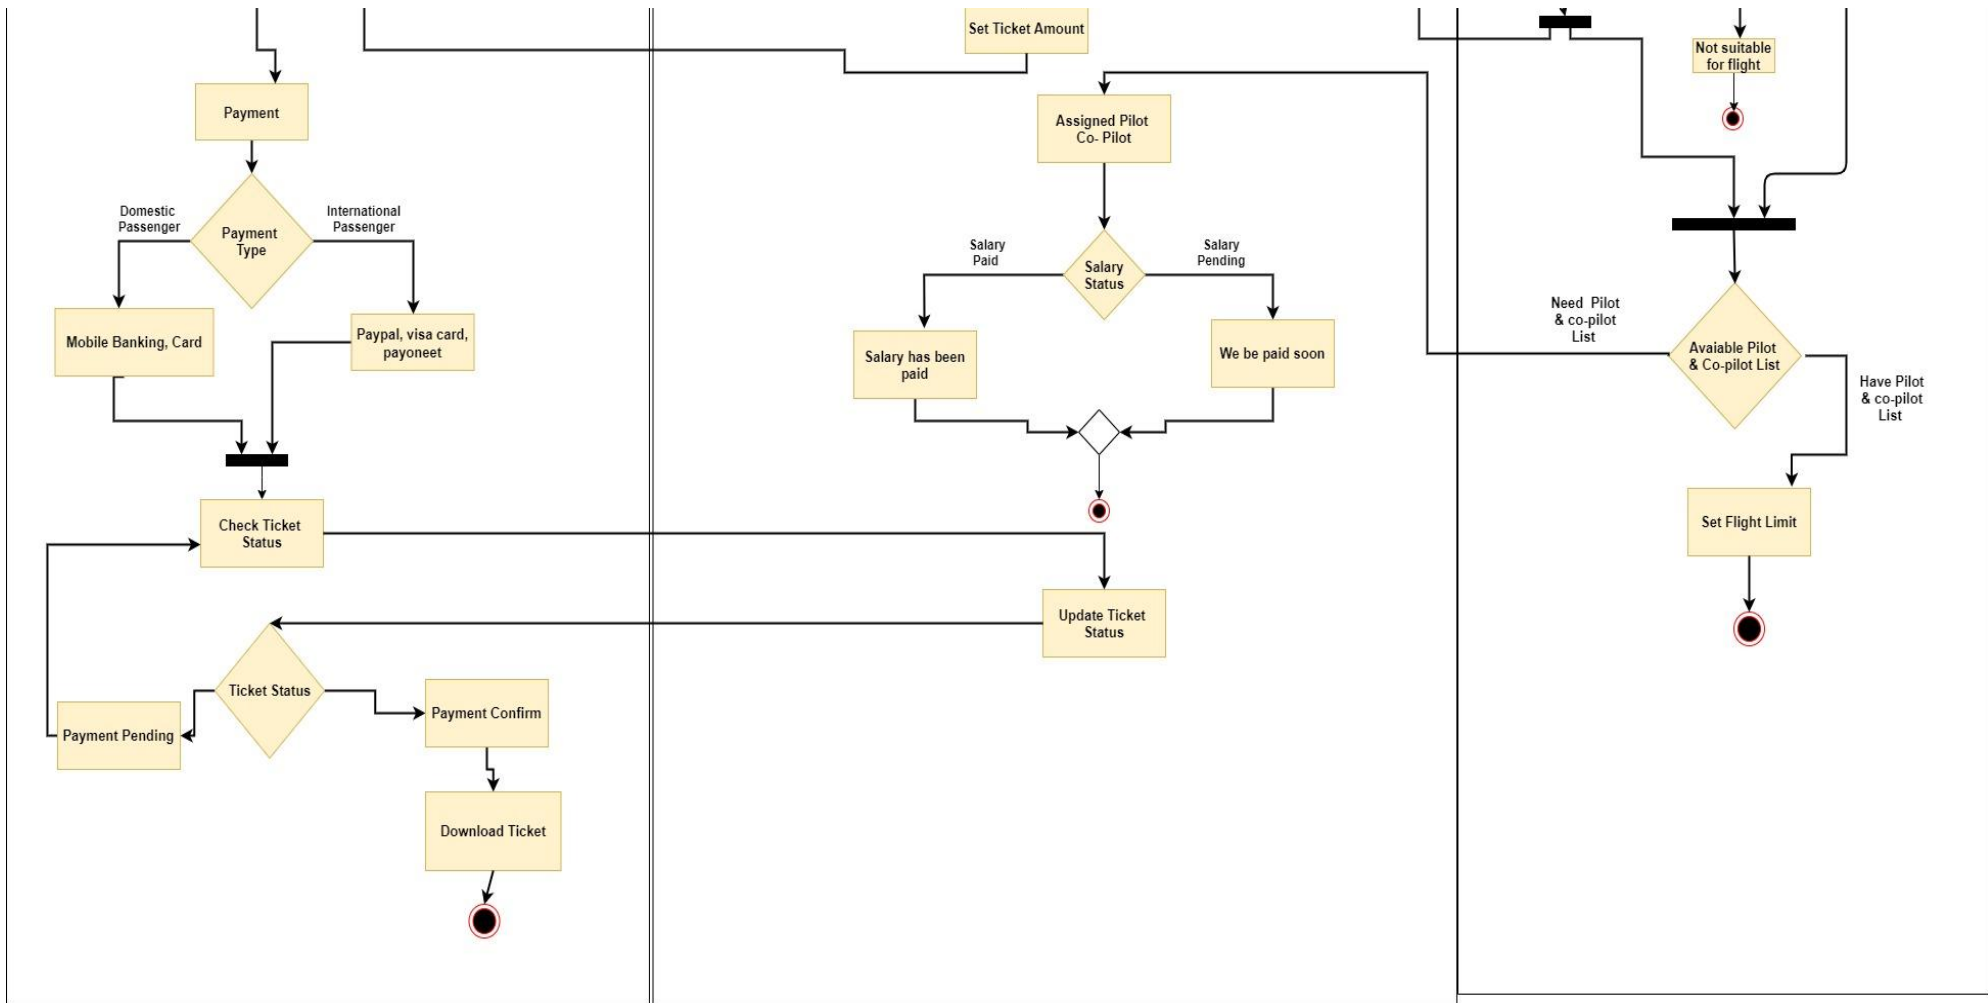 Set Ticket Amount
Not suitable
for flight
Payment
Assigned Pilot
Co- Pilot
Domestic
Passenger
International
Passenger
Payment
Type
Salary
Paid
Salary
Pending
Salary
Status
Mobile Banking, Card
Paypal, visa card,
payoneet
Salary has been
paid
We be paid soon
Need Pilot
& co-pilot
List
Avaiable Pilot
& Co-pilot List
Have Pilot
& co-pilot
List
Check Ticket
Status
Set Flight Limit
Update Ticket
Status
Ticket Status
Payment Pending
Payment Confirm
Download Ticket